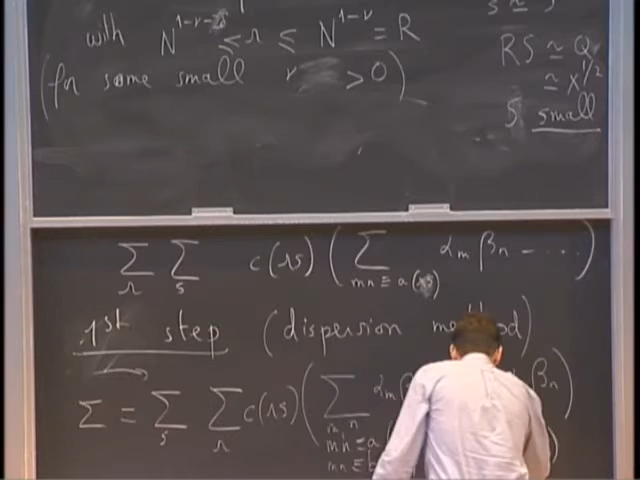 with N^{1-ν-} ≤ r ≤ N^{1-ν} = R
(for some small ν > 0)
RS ≃ Q
≃ x^{1/2}
S small
Σ_r Σ_s c(rs) ( Σ_{mn ≡ a(rs)} α_m β_n - ... )
1st step (dispersion method)
Σ = Σ_s Σ_r c(rs) ( Σ_{m n} α_m β_n )
mn ≡ a
mn ≡ b